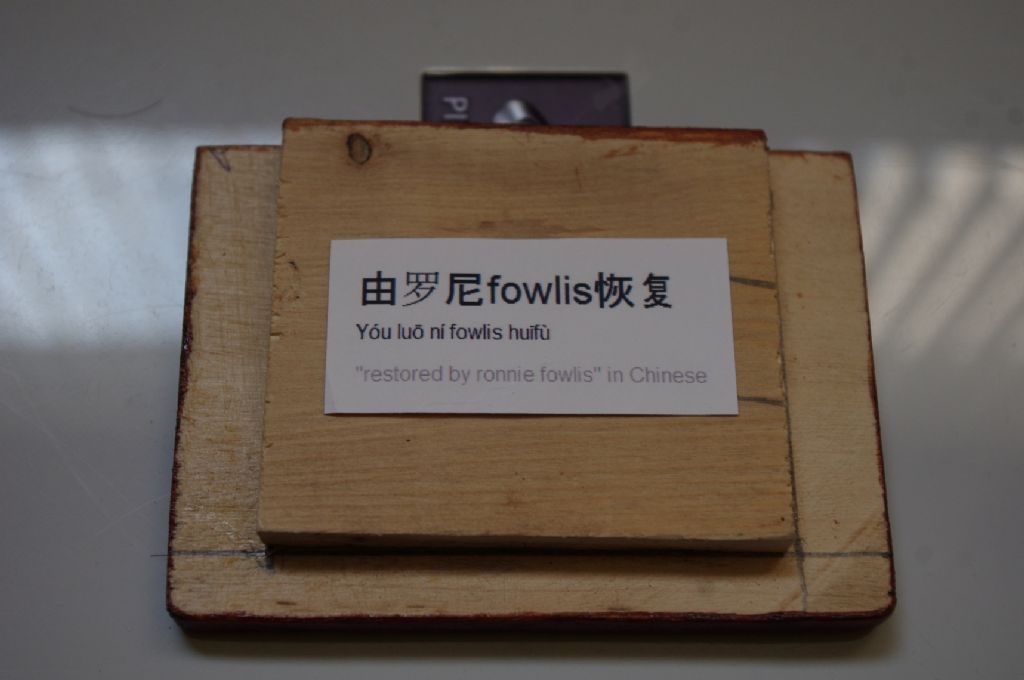 由罗尼fowlis恢复
Yóu luō ní fowlis huīfù
"restored by ronnie fowlis" in Chinese